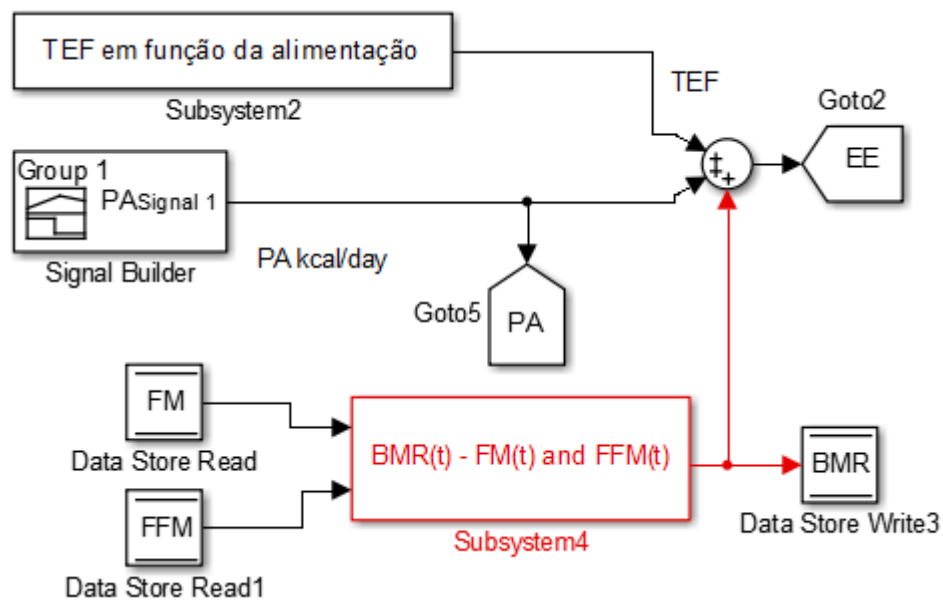 TEF em função da alimentação
Subsystem2
TEF
Goto2
EE
Group 1
PA Signal 1
Signal Builder
PA kcal/day
Goto5
PA
FM
Data Store Read
FFM
Data Store Read1
BMR(t) - FM(t) and FFM(t)
Subsystem4
BMR
Data Store Write3